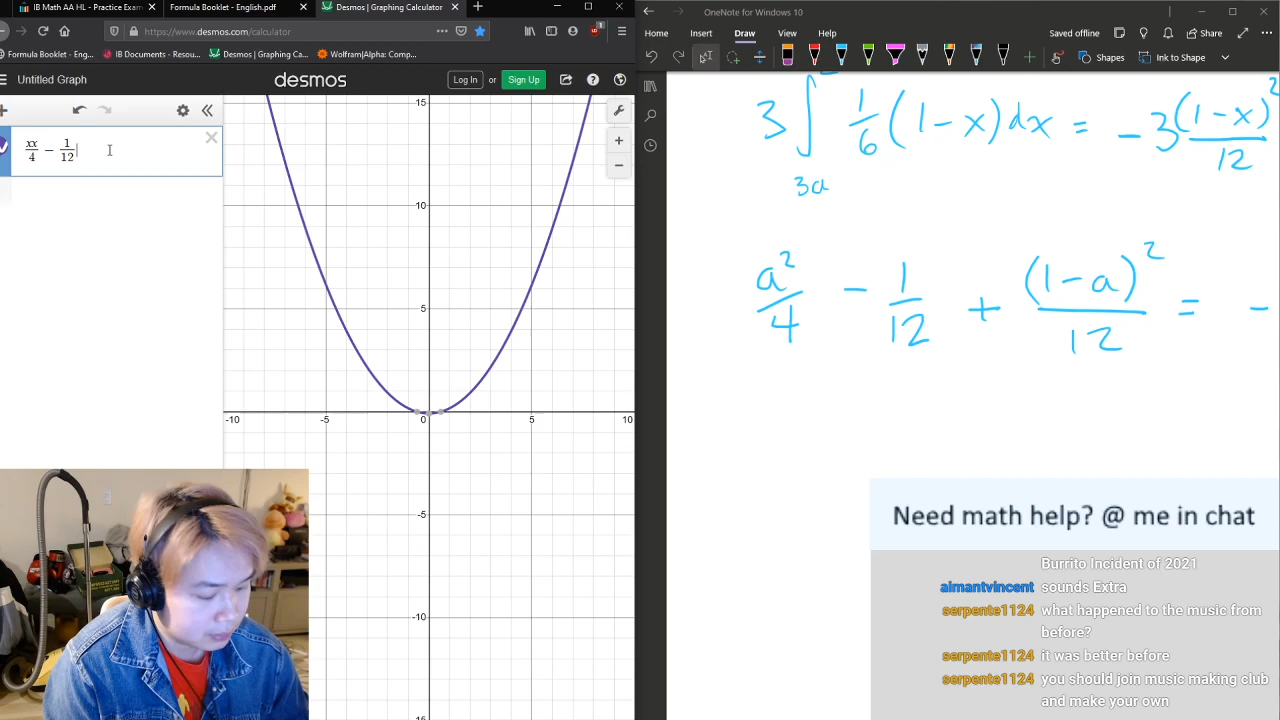 IB Math AA HL - Practice Exam
Formula Booklet - English.pdf
Desmos | Graphing Calculator
https://www.desmos.com/calculator
Formula Booklet - Eng...
IB Documents - Resou...
Desmos | Graphing Ca...
Wolfram|Alpha: Comp...
Untitled Graph
desmos
Log In or Sign Up
xx/4 - 1/12
15
10
5
-10 -5 0 5 10
-5
-10
OneNote for Windows 10
Home Insert Draw View Help
Saved offline
Share
Shapes
Ink to Shape
3 ∫ 1/6 (1-x)dx = -3(1-x)²/12
3a
a²/4 - 1/12 + (1-a)²/12 = -
Need math help? @ me in chat
Burrito Incident of 2021
aimantvincent sounds Extra
serpente1124 what happened to the music from
before?
serpente1124 it was better before
serpente1124 you should join music making club
and make your own